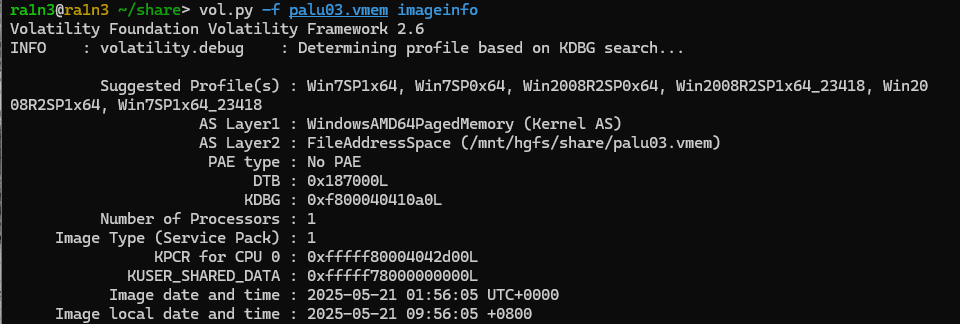 ra1n3@ra1n3 ~/share> vol.py -f palu03.vmem imageinfo
Volatility Foundation Volatility Framework 2.6
INFO    : volatility.debug    : Determining profile based on KDBG search...
          Suggested Profile(s) : Win7SP1x64, Win7SP0x64, Win2008R2SP0x64, Win2008R2SP1x64_23418, Win20
08R2SP1x64, Win7SP1x64_23418
                     AS Layer1 : WindowsAMD64PagedMemory (Kernel AS)
                     AS Layer2 : FileAddressSpace (/mnt/hgfs/share/palu03.vmem)
                      PAE type : No PAE
                           DTB : 0x187000L
                          KDBG : 0xf800040410a0L
          Number of Processors : 1
     Image Type (Service Pack) : 1
                KPCR for CPU 0 : 0xfffff80004042d00L
             KUSER_SHARED_DATA : 0xfffff78000000000L
           Image date and time : 2025-05-21 01:56:05 UTC+0000
     Image local date and time : 2025-05-21 09:56:05 +0800